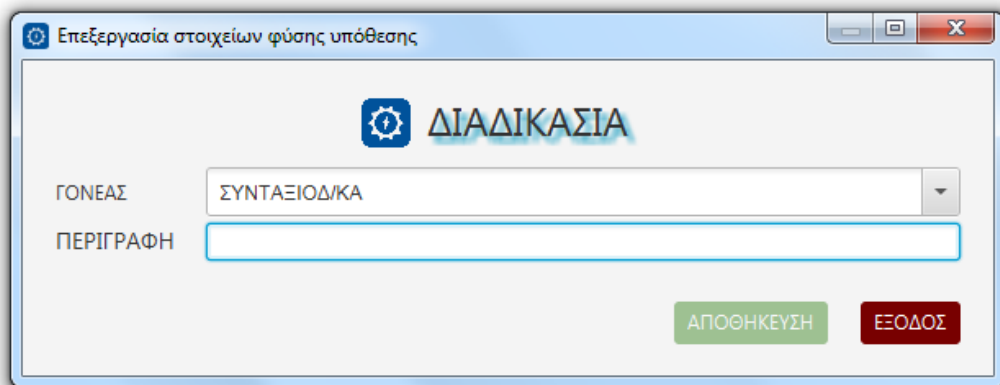 Επεξεργασία στοιχείων φύσης υπόθεσης
ΔΙΑΔΙΚΑΣΙΑ
ΓΟΝΕΑΣ ΣΥΝΤΑΞΙΟΔ/ΚΑ
ΠΕΡΙΓΡΑΦΗ
ΑΠΟΘΗΚΕΥΣΗ ΕΞΟΔΟΣ